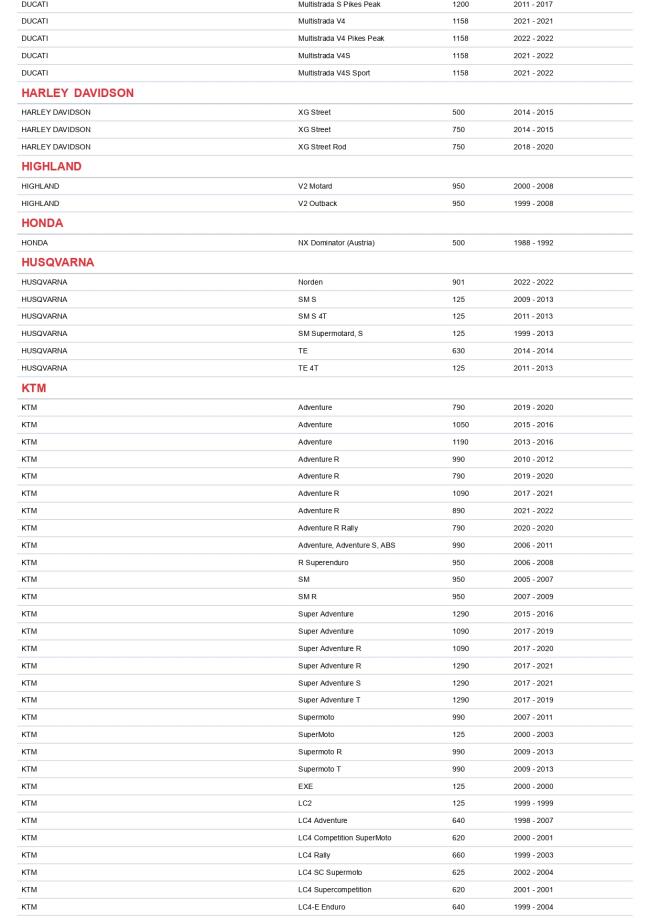 DUCATI Multistrada S Pikes Peak 1200 2011 - 2017
DUCATI Multistrada V4 1158 2021 - 2021
DUCATI Multistrada V4 Pikes Peak 1158 2022 - 2022
DUCATI Multistrada V4S 1158 2021 - 2022
DUCATI Multistrada V4S Sport 1158 2021 - 2022
HARLEY DAVIDSON
HARLEY DAVIDSON XG Street 500 2014 - 2015
HARLEY DAVIDSON XG Street 750 2014 - 2015
HARLEY DAVIDSON XG Street Rod 750 2018 - 2020
HIGHLAND
HIGHLAND V2 Motard 950 2000 - 2008
HIGHLAND V2 Outback 950 1999 - 2008
HONDA
HONDA NX Dominator (Austria) 500 1988 - 1992
HUSQVARNA
HUSQVARNA Norden 901 2022 - 2022
HUSQVARNA SM S 125 2009 - 2013
HUSQVARNA SM S 4T 125 2011 - 2013
HUSQVARNA SM Supermotard, S 125 1999 - 2013
HUSQVARNA TE 630 2014 - 2014
HUSQVARNA TE 4T 125 2011 - 2013
KTM
KTM Adventure 790 2019 - 2020
KTM Adventure 1050 2015 - 2016
KTM Adventure 1190 2013 - 2016
KTM Adventure R 990 2010 - 2012
KTM Adventure R 790 2019 - 2020
KTM Adventure R 1090 2017 - 2021
KTM Adventure R 890 2021 - 2022
KTM Adventure R Rally 790 2020 - 2020
KTM Adventure, Adventure S, ABS 990 2006 - 2011
KTM R Superenduro 950 2006 - 2008
KTM SM 950 2005 - 2007
KTM SM R 950 2007 - 2009
KTM Super Adventure 1290 2015 - 2016
KTM Super Adventure 1090 2017 - 2019
KTM Super Adventure R 1090 2017 - 2020
KTM Super Adventure R 1290 2017 - 2021
KTM Super Adventure S 1290 2017 - 2021
KTM Super Adventure T 1290 2017 - 2019
KTM Supermoto 990 2007 - 2011
KTM SuperMoto 125 2000 - 2003
KTM Supermoto R 990 2009 - 2013
KTM Supermoto T 990 2009 - 2013
KTM EXE 125 2000 - 2000
KTM LC2 125 1999 - 1999
KTM LC4 Adventure 640 1998 - 2007
KTM LC4 Competition SuperMoto 620 2000 - 2001
KTM LC4 Rally 660 1999 - 2003
KTM LC4 SC Supermoto 625 2002 - 2004
KTM LC4 Supercompetition 620 2001 - 2001
KTM LC4-E Enduro 640 1999 - 2004